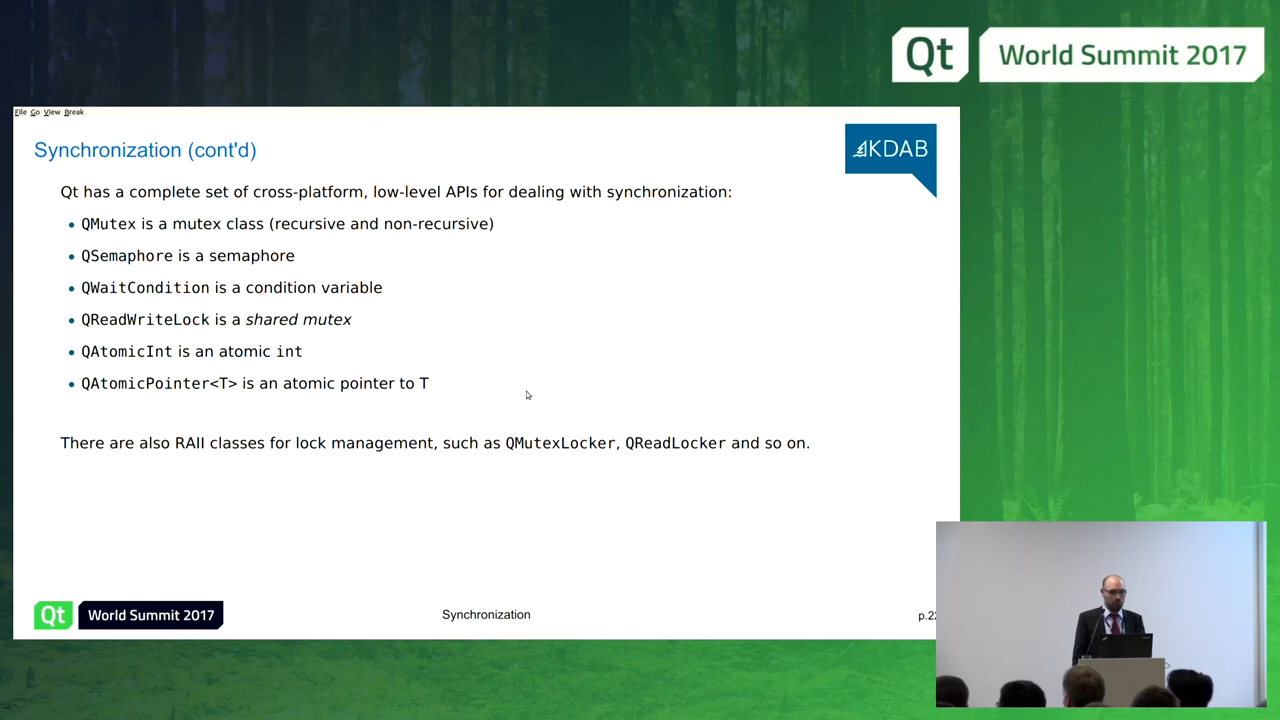 Qt World Summit 2017
File Go View Break
Synchronization (cont'd)
KDAB
Qt has a complete set of cross-platform, low-level APIs for dealing with synchronization:
• QMutex is a mutex class (recursive and non-recursive)
• QSemaphore is a semaphore
• QWaitCondition is a condition variable
• QReadWriteLock is a shared mutex
• QAtomicInt is an atomic int
• QAtomicPointer<T> is an atomic pointer to T
There are also RAII classes for lock management, such as QMutexLocker, QReadLocker and so on.
Qt World Summit 2017
Synchronization
p.22